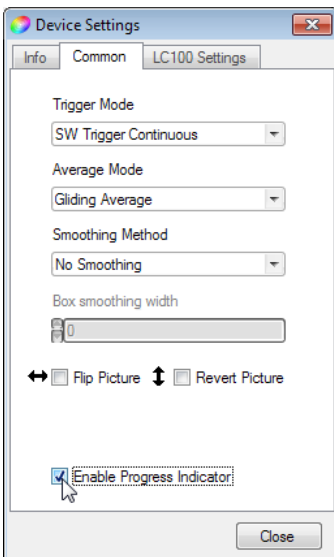 Device Settings
Info Common LC100 Settings
Trigger Mode
SW Trigger Continuous
Average Mode
Gliding Average
Smoothing Method
No Smoothing
Box smoothing width
0
Flip Picture Revert Picture
Enable Progress Indicator
Close